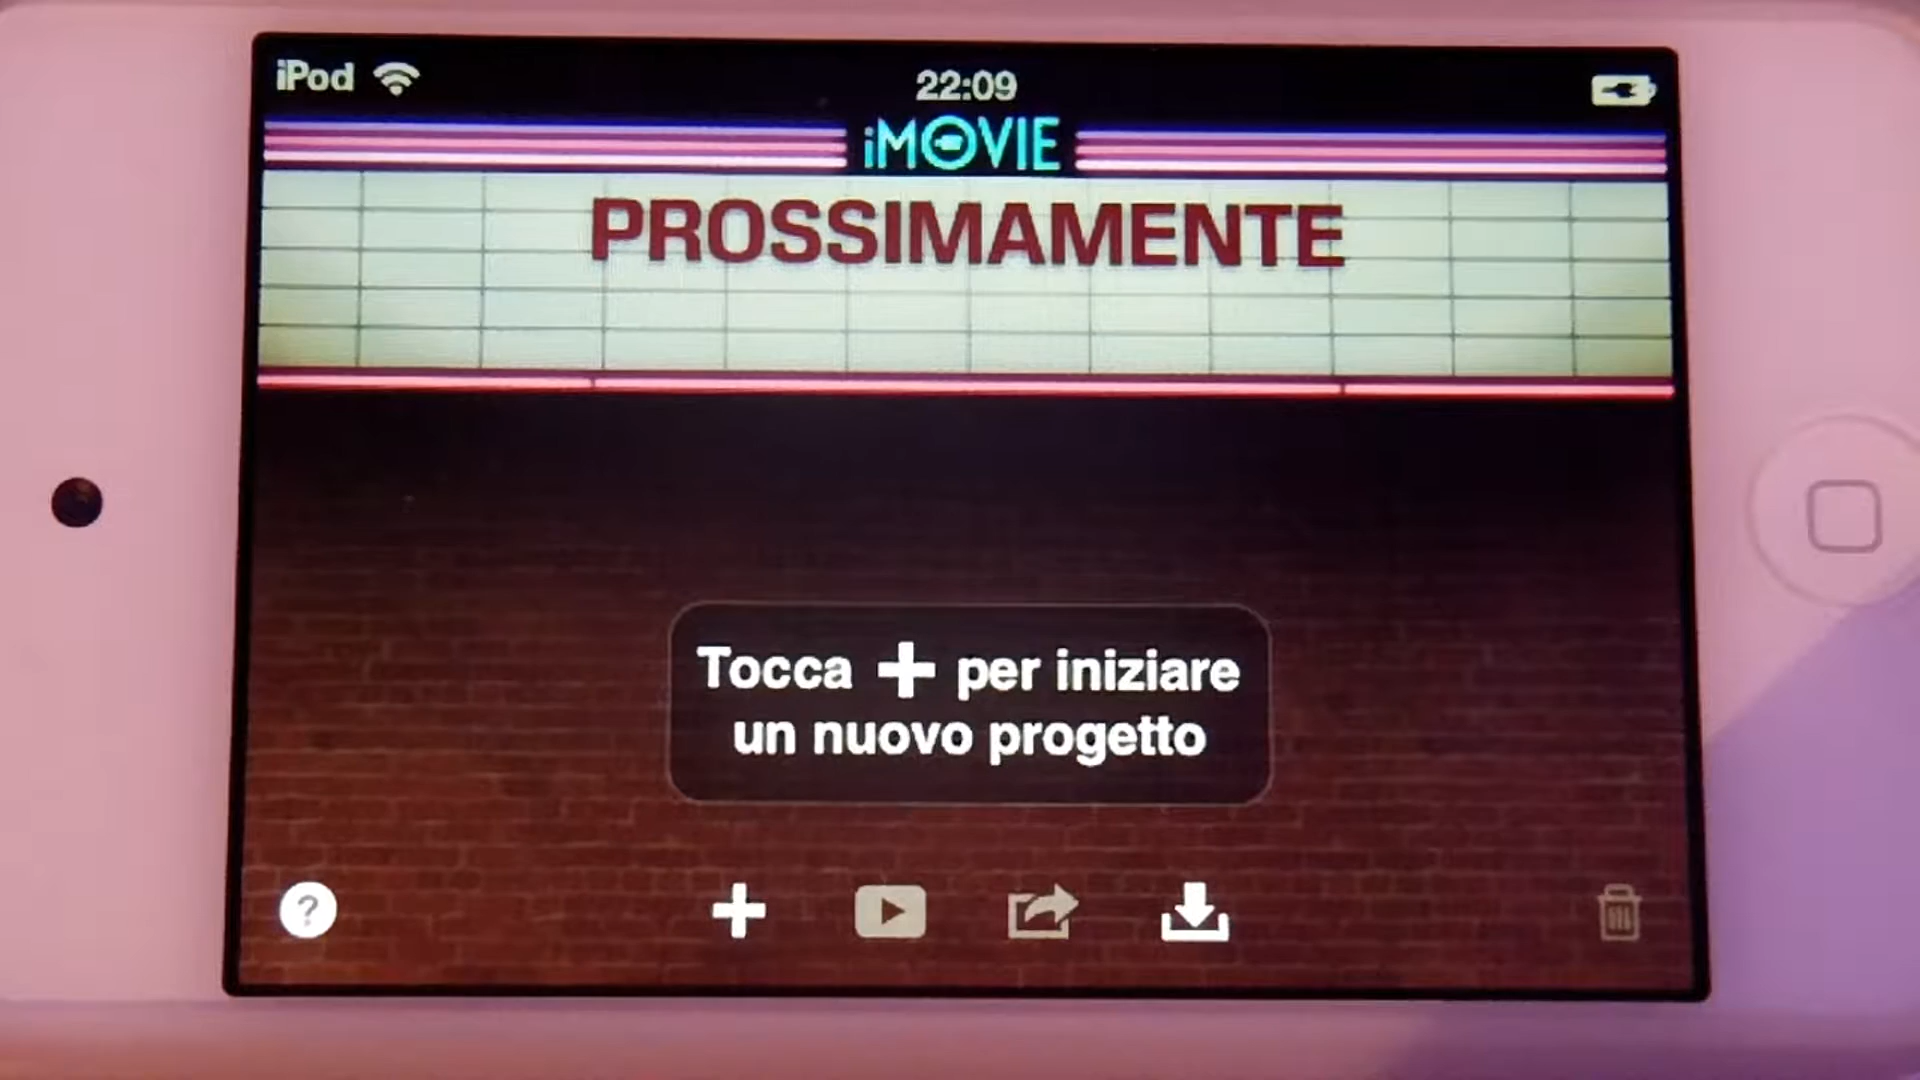 iPod
22:09
iMOVIE
PROSSIMAMENTE
Tocca + per iniziare
un nuovo progetto
?